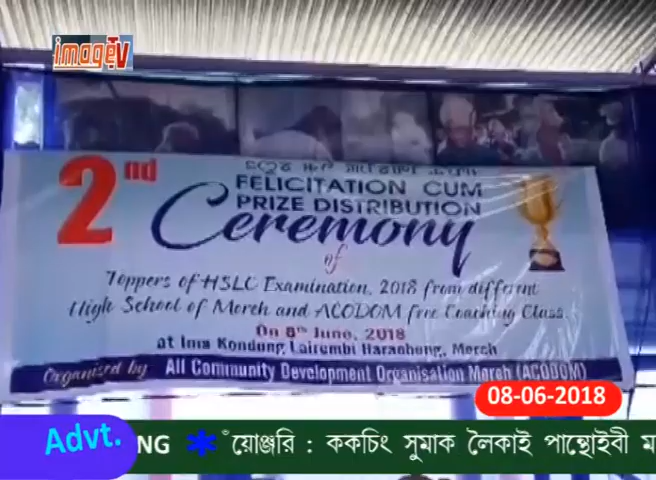 imageTV
2nd
FELICITATION CUM
PRIZE DISTRIBUTION
Ceremony
of
Toppers of HSLC Examination, 2018 from different
High School of Moreh and ACODOM free Coaching Class
On 8th June, 2018
at Ima Kondong Lairembi Haraobung, Moreh
Organised by ALL COMMUNITY DEVELOPMENT ORGANISATION MOREH (ACODOM)
08-06-2018
Advt. NG * য়োঞ্জরি : ককচিং সুমাক লৈকাই পান্থোইবী ম